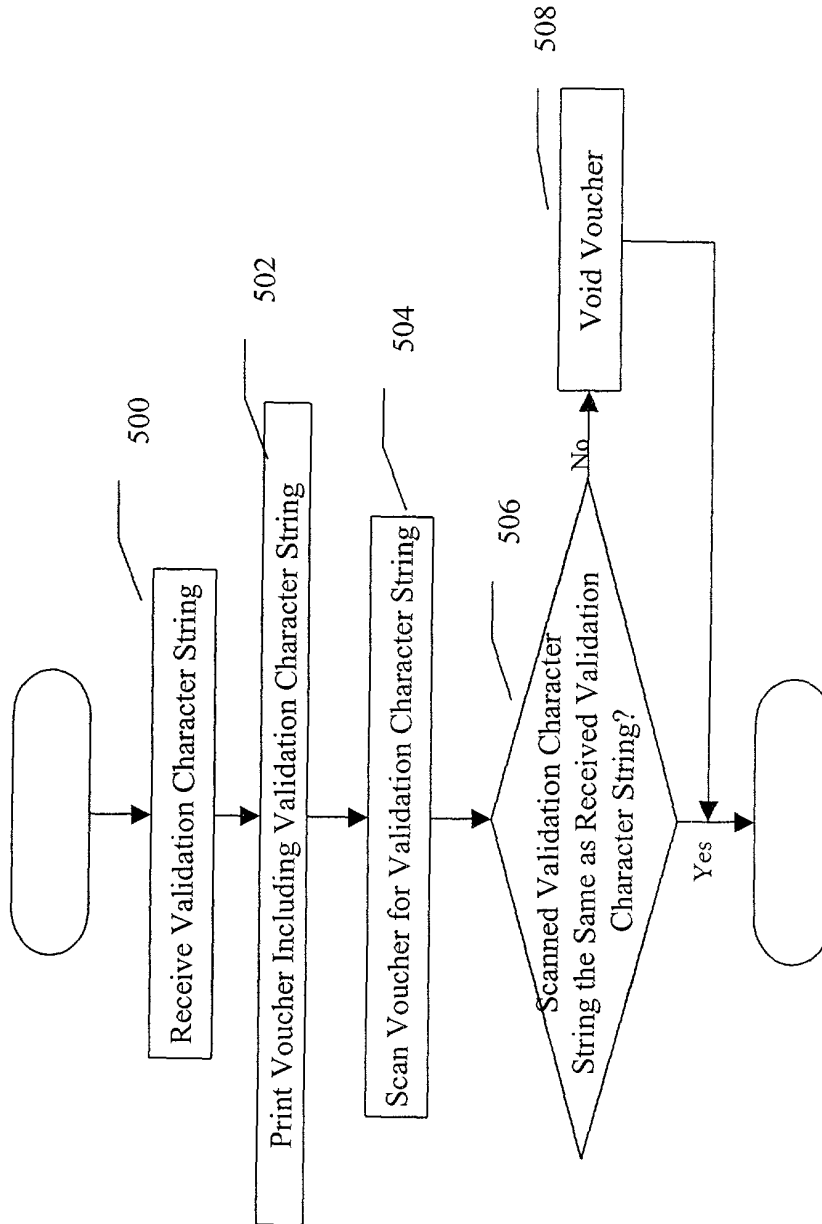 500
Receive Validation Character String
502
Print Voucher Including Validation Character String
504
Scan Voucher for Validation Character String
506
Scanned Validation Character
String the Same as Received Validation
Character String?
No
508
Void Voucher
Yes